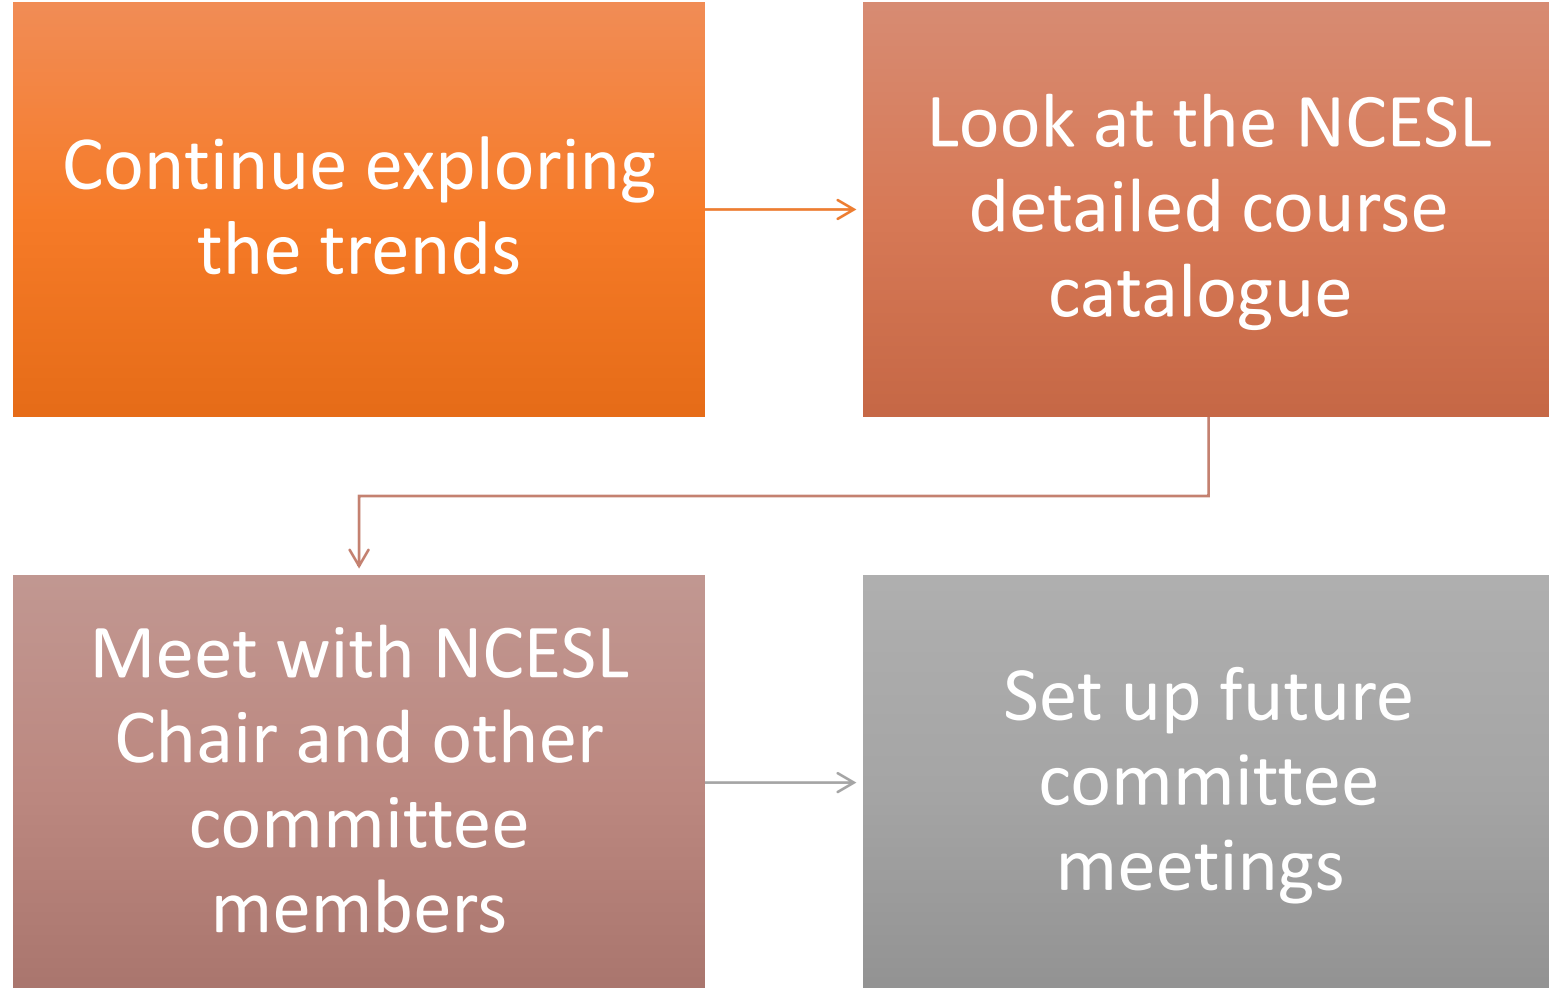 Continue exploring
the trends
Look at the NCESL
detailed course
catalogue
Meet with NCESL
Chair and other
committee
members
Set up future
committee
meetings